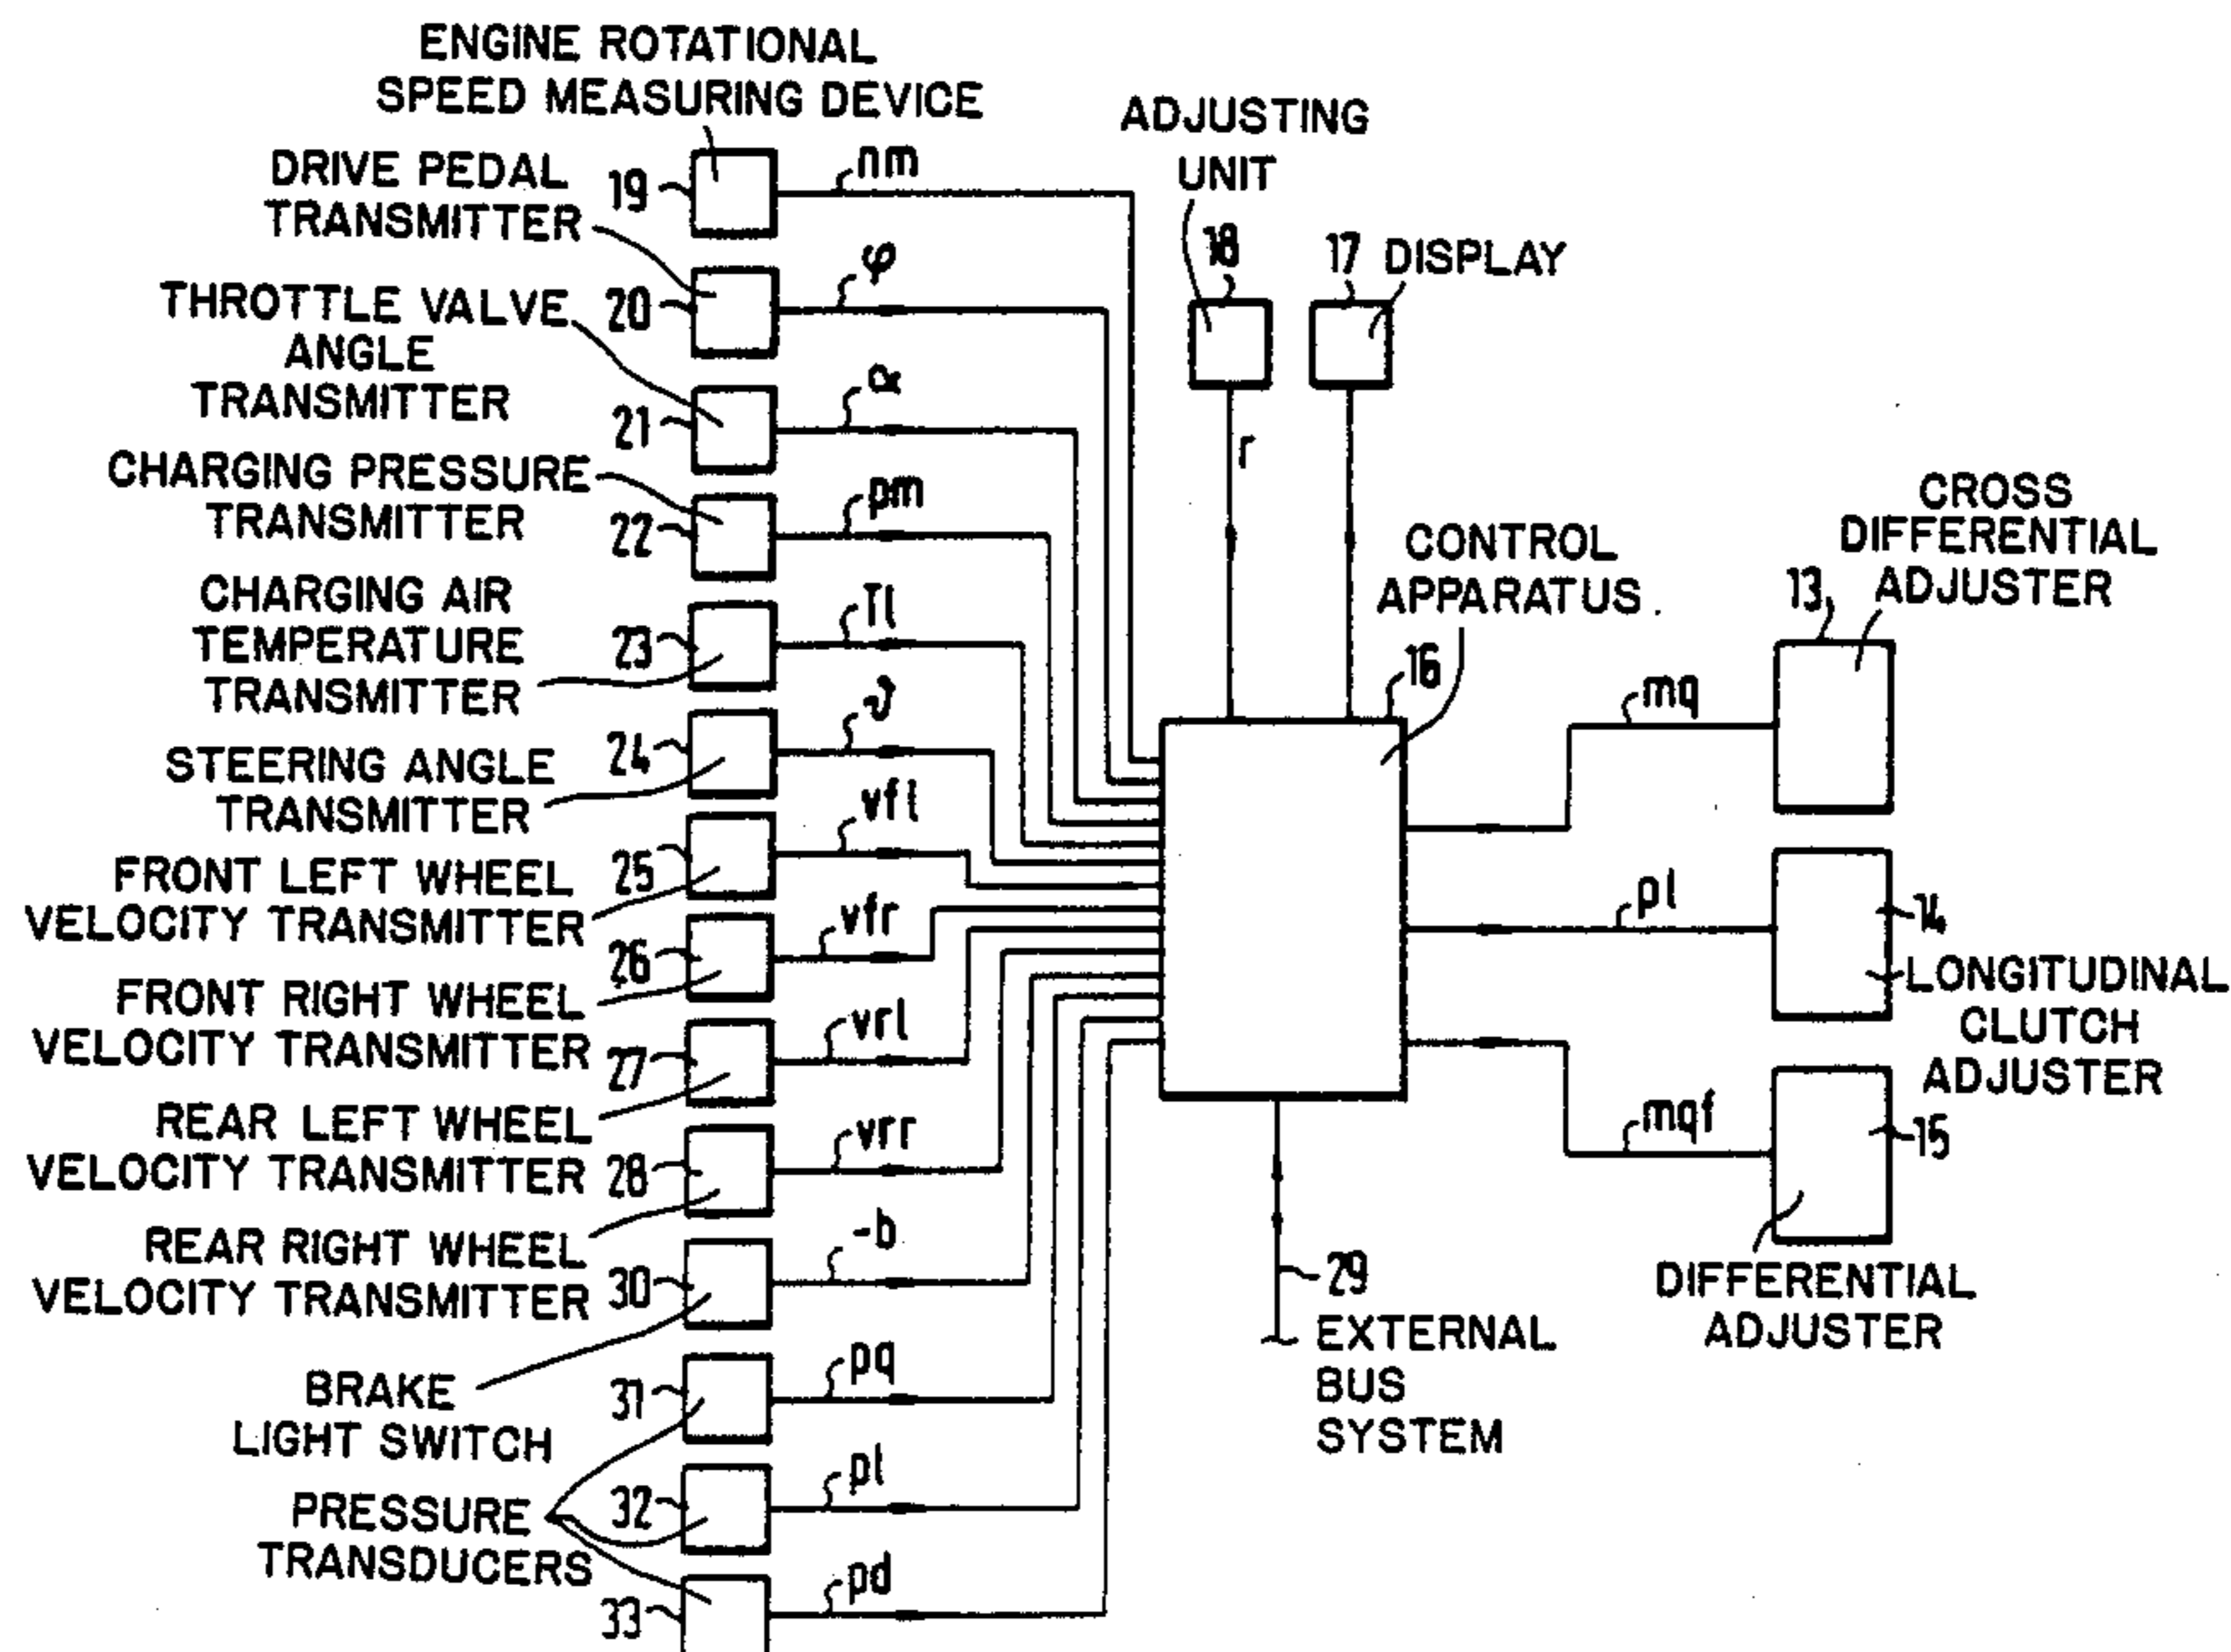 ENGINE ROTATIONAL
SPEED MEASURING DEVICE
19
nm
DRIVE PEDAL
TRANSMITTER
20
φ
THROTTLE VALVE
ANGLE
TRANSMITTER
21
α
CHARGING PRESSURE
TRANSMITTER
22
pm
CHARGING AIR
TEMPERATURE
TRANSMITTER
23
Tl
STEERING ANGLE
TRANSMITTER
24
ϑ
FRONT LEFT WHEEL
VELOCITY TRANSMITTER
25
vfl
FRONT RIGHT WHEEL
VELOCITY TRANSMITTER
26
vfr
REAR LEFT WHEEL
VELOCITY TRANSMITTER
27
vrl
REAR RIGHT WHEEL
VELOCITY TRANSMITTER
28
vrr
BRAKE
LIGHT SWITCH
30
-b
PRESSURE
TRANSDUCERS
31
pq
32
pl
33
pd
ADJUSTING
UNIT
18
r
17
DISPLAY
CONTROL
APPARATUS
16
29
EXTERNAL
BUS
SYSTEM
CROSS
DIFFERENTIAL
ADJUSTER
13
mq
pl
14
LONGITUDINAL
CLUTCH
ADJUSTER
mqf
15
DIFFERENTIAL
ADJUSTER